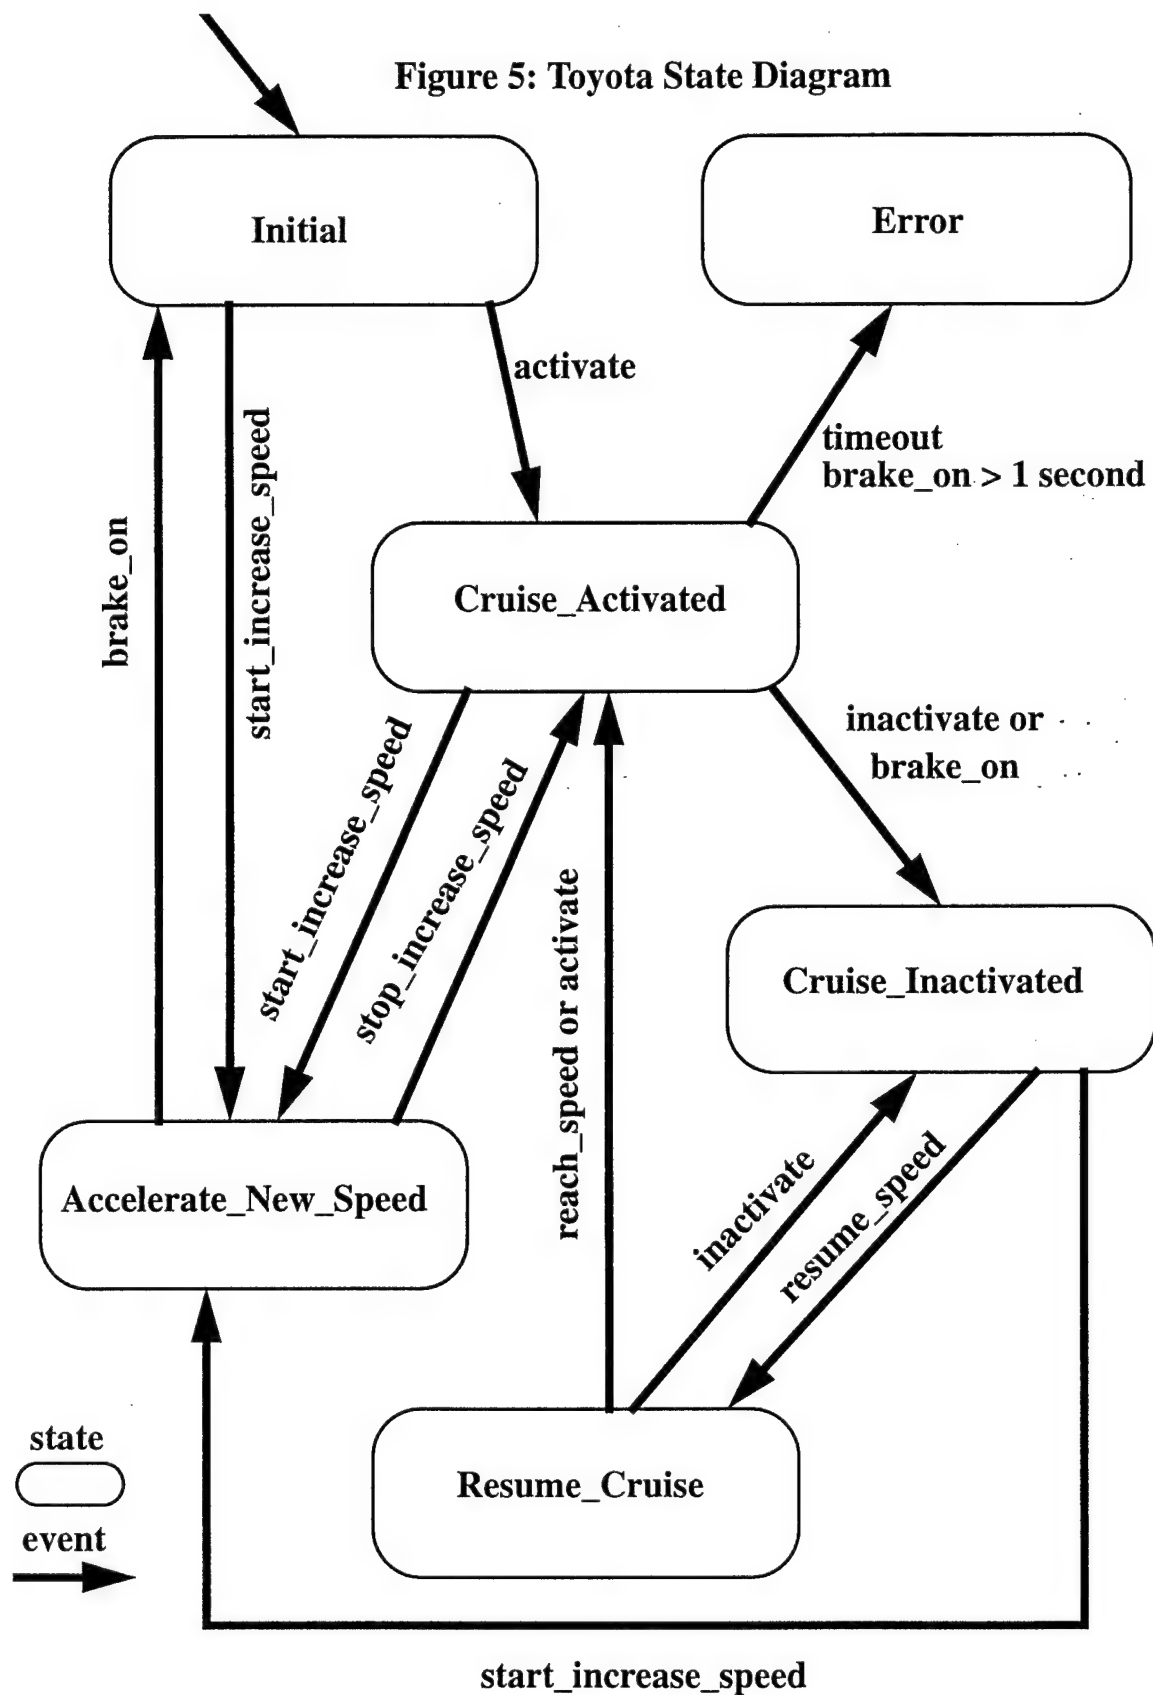 Figure 5: Toyota State Diagram
Initial
Error
activate
timeout
brake_on > 1 second
brake_on
start_increase_speed
Cruise_Activated
inactivate or
brake_on
start_increase_speed
stop_increase_speed
reach_speed or activate
Cruise_Inactivated
inactivate
resume_speed
Accelerate_New_Speed
state
Resume_Cruise
event
start_increase_speed